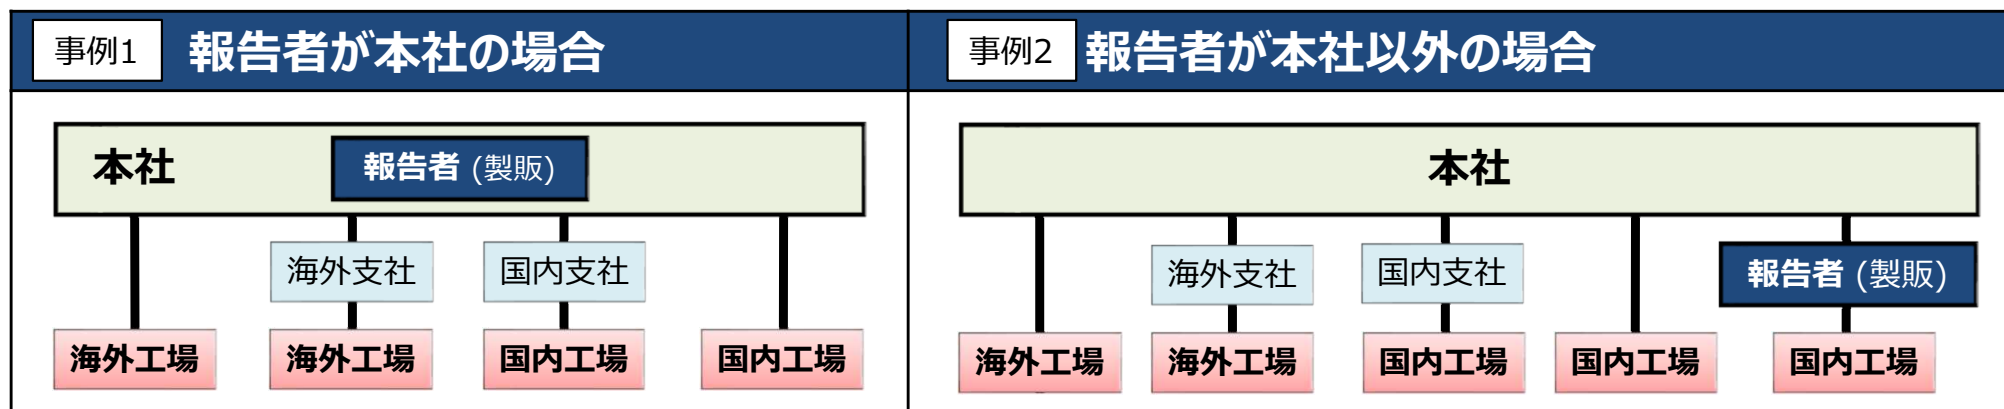 事例1 報告者が本社の場合
本社 報告者 (製販)
海外支社 国内支社
海外工場 海外工場 国内工場 国内工場
事例2 報告者が本社以外の場合
本社
海外支社 国内支社 報告者 (製販)
海外工場 海外工場 国内工場 国内工場 国内工場